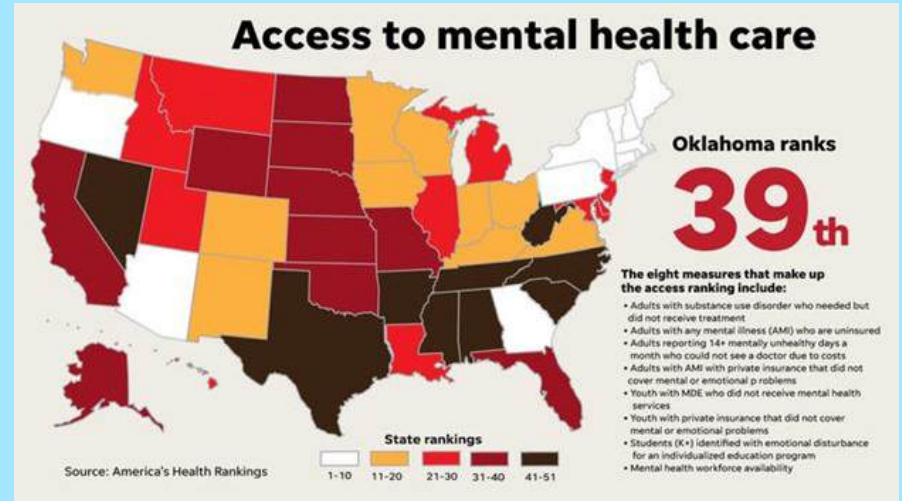 Access to mental health care
Oklahoma ranks
39th
The eight measures that make up
the access ranking include:
• Adults with substance use disorder who needed but
did not receive treatment
• Adults with any mental illness (AMI) who are uninsured
• Adults reporting 14+ mentally unhealthy days a
month who could not see a doctor due to costs
• Adults with AMI with private insurance that did not
cover mental or emotional p roblems
• Youth with MDE who did not receive mental health
services
• Youth with private insurance that did not cover
mental or emotional problems
• Students (K+) identified with emotional disturbance
for an individualized education program
• Mental health workforce availability
State rankings
1-10 11-20 21-30 31-40 41-51
Source: America's Health Rankings